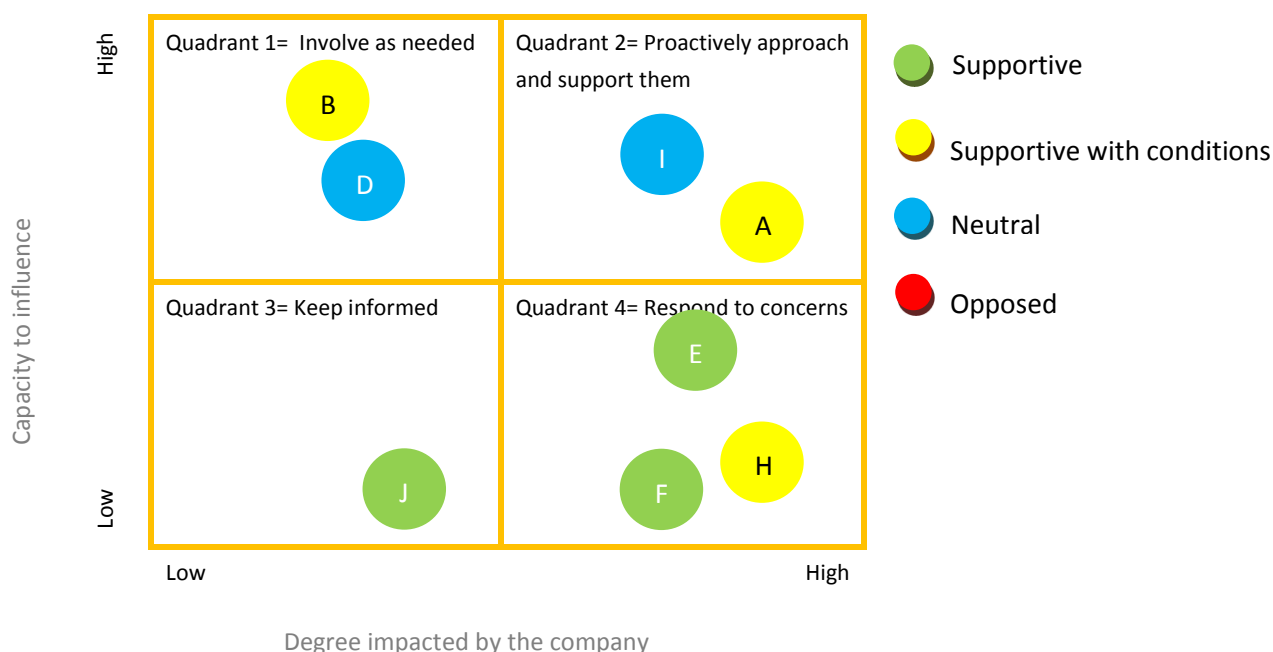 High
Quadrant 1= Involve as needed
Quadrant 2= Proactively approach
and support them
B
D
I
A
Supportive
Supportive with conditions
Neutral
Opposed
Capacity to influence
Quadrant 3= Keep informed
Quadrant 4= Respond to concerns
E
J
F
H
Low
Low
High
Degree impacted by the company